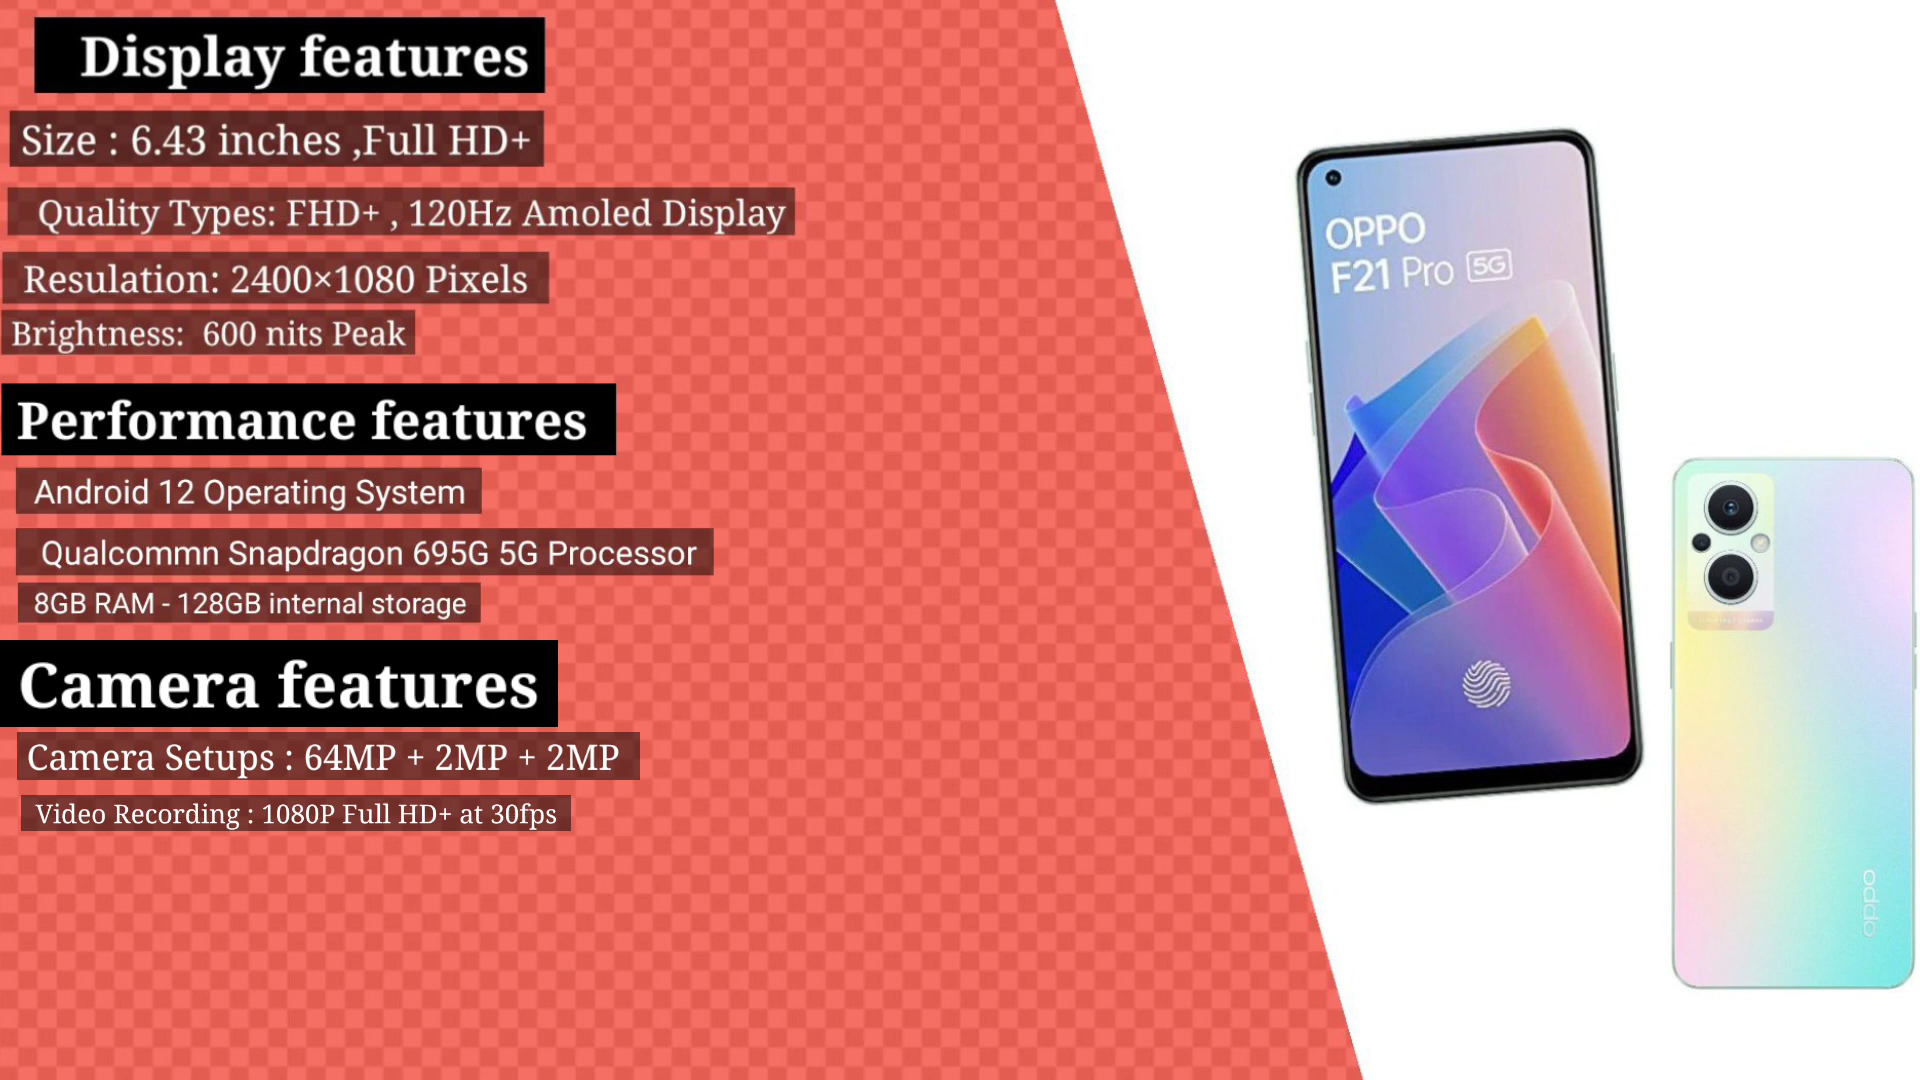 Display features
Size : 6.43 inches ,Full HD+
Quality Types: FHD+ , 120Hz Amoled Display
Resulation: 2400×1080 Pixels
Brightness: 600 nits Peak
Performance features
Android 12 Operating System
Qualcommn Snapdragon 695G 5G Processor
8GB RAM - 128GB internal storage
Camera features
Camera Setups : 64MP + 2MP + 2MP
Video Recording : 1080P Full HD+ at 30fps
OPPO
F21 Pro 5G
oppo